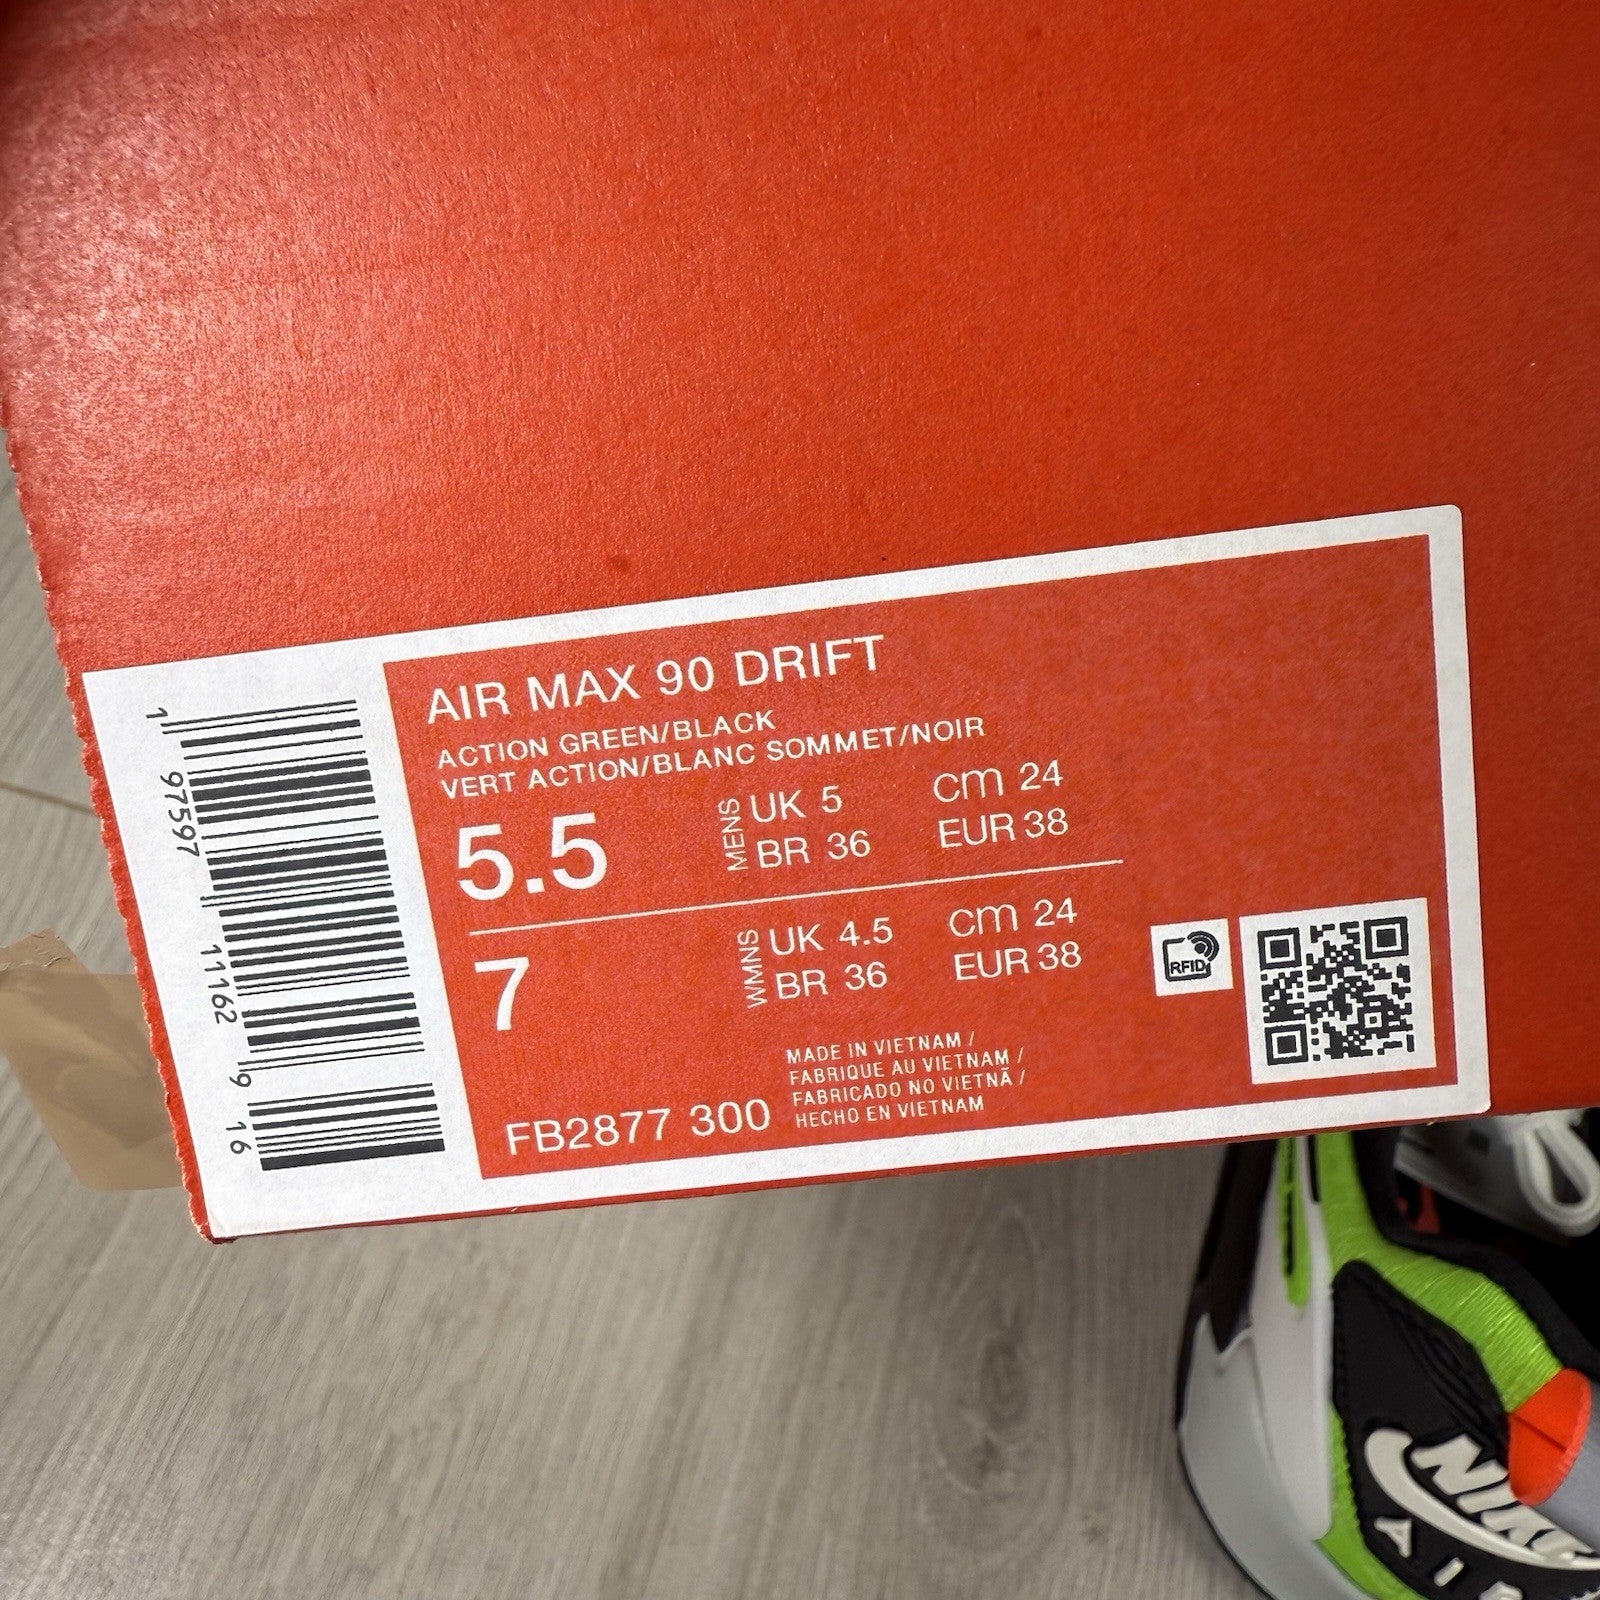 AIR MAX 90 DRIFT
ACTION GREEN/BLACK
VERT ACTION/BLANC SOMMET/NOIR
5.5 MENS UK 5 CM 24
BR 36 EUR 38
7 WMNS UK 4.5 CM 24
BR 36 EUR 38
MADE IN VIETNAM /
FABRIQUE AU VIETNAM /
FABRICADO NO VIETNÃ /
HECHO EN VIETNAM
FB2877 300
RFID
1 97597 11162 9 16
NIKE
AIR